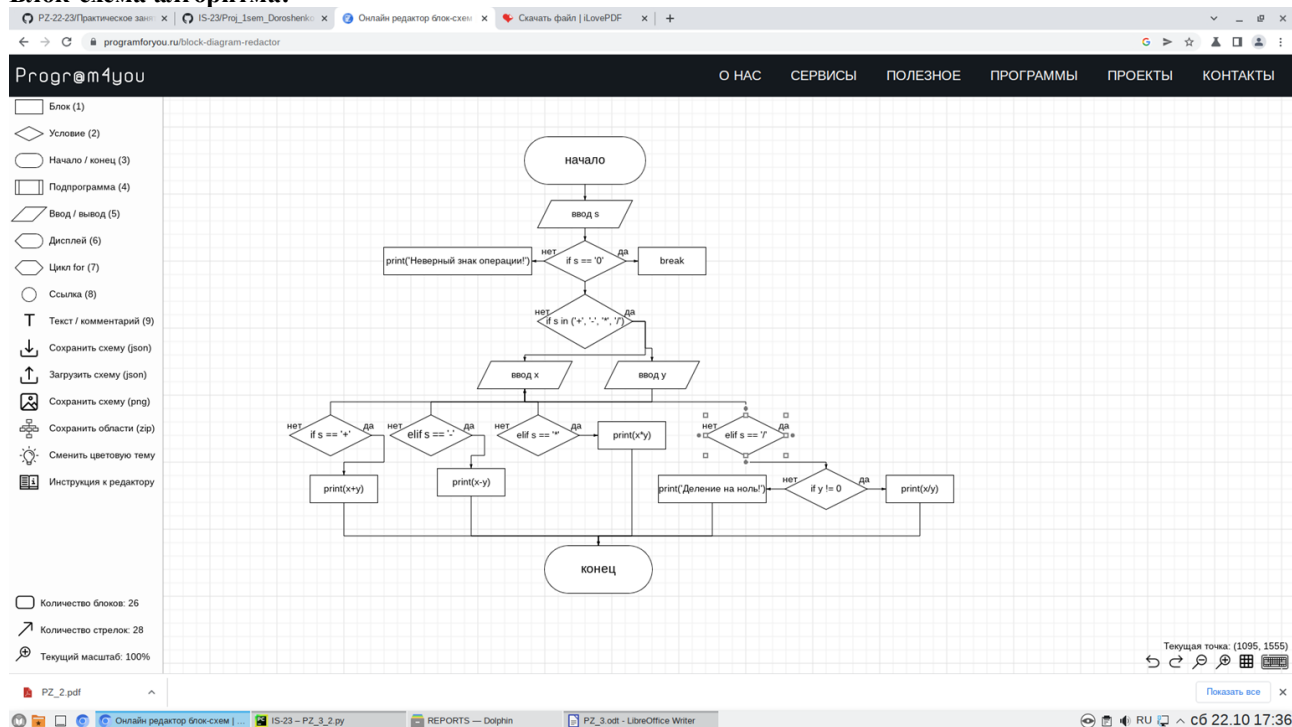 Блок-схема алгоритма:
PZ-22-23/Практическое заня
IS-23/Proj_1sem_Doroshenko
Онлайн редактор блок-схем
Скачать файл | iLovePDF
programforyou.ru/block-diagram-redactor
Progr@m4you
О НАС СЕРВИСЫ ПОЛЕЗНОЕ ПРОГРАММЫ ПРОЕКТЫ КОНТАКТЫ
Блок (1)
Условие (2)
Начало / конец (3)
Подпрограмма (4)
Ввод / вывод (5)
Дисплей (6)
Цикл for (7)
Ссылка (8)
Текст / комментарий (9)
Сохранить схему (json)
Загрузить схему (json)
Сохранить схему (png)
Сохранить области (zip)
Сменить цветовую тему
Инструкция к редактору
Количество блоков: 26
Количество стрелок: 28
Текущий масштаб: 100%
начало
ввод s
print('Неверный знак операции!') нет if s == '0' да break
нет if s in ('+', '-', '*', '/') да
ввод x ввод y
нет if s == '+' да нет elif s == '-' да нет elif s == '*' да print(x*y) нет elif s == '/' да
print(x+y) print(x-y) print('Деление на ноль!') нет if y != 0 да print(x/y)
конец
Текущая точка: (1095, 1555)
PZ_2.pdf
Показать все
Онлайн редактор блок-схем | ...
IS-23 – PZ_3_2.py
REPORTS — Dolphin
PZ_3.odt - LibreOffice Writer
RU
сб 22.10 17:36